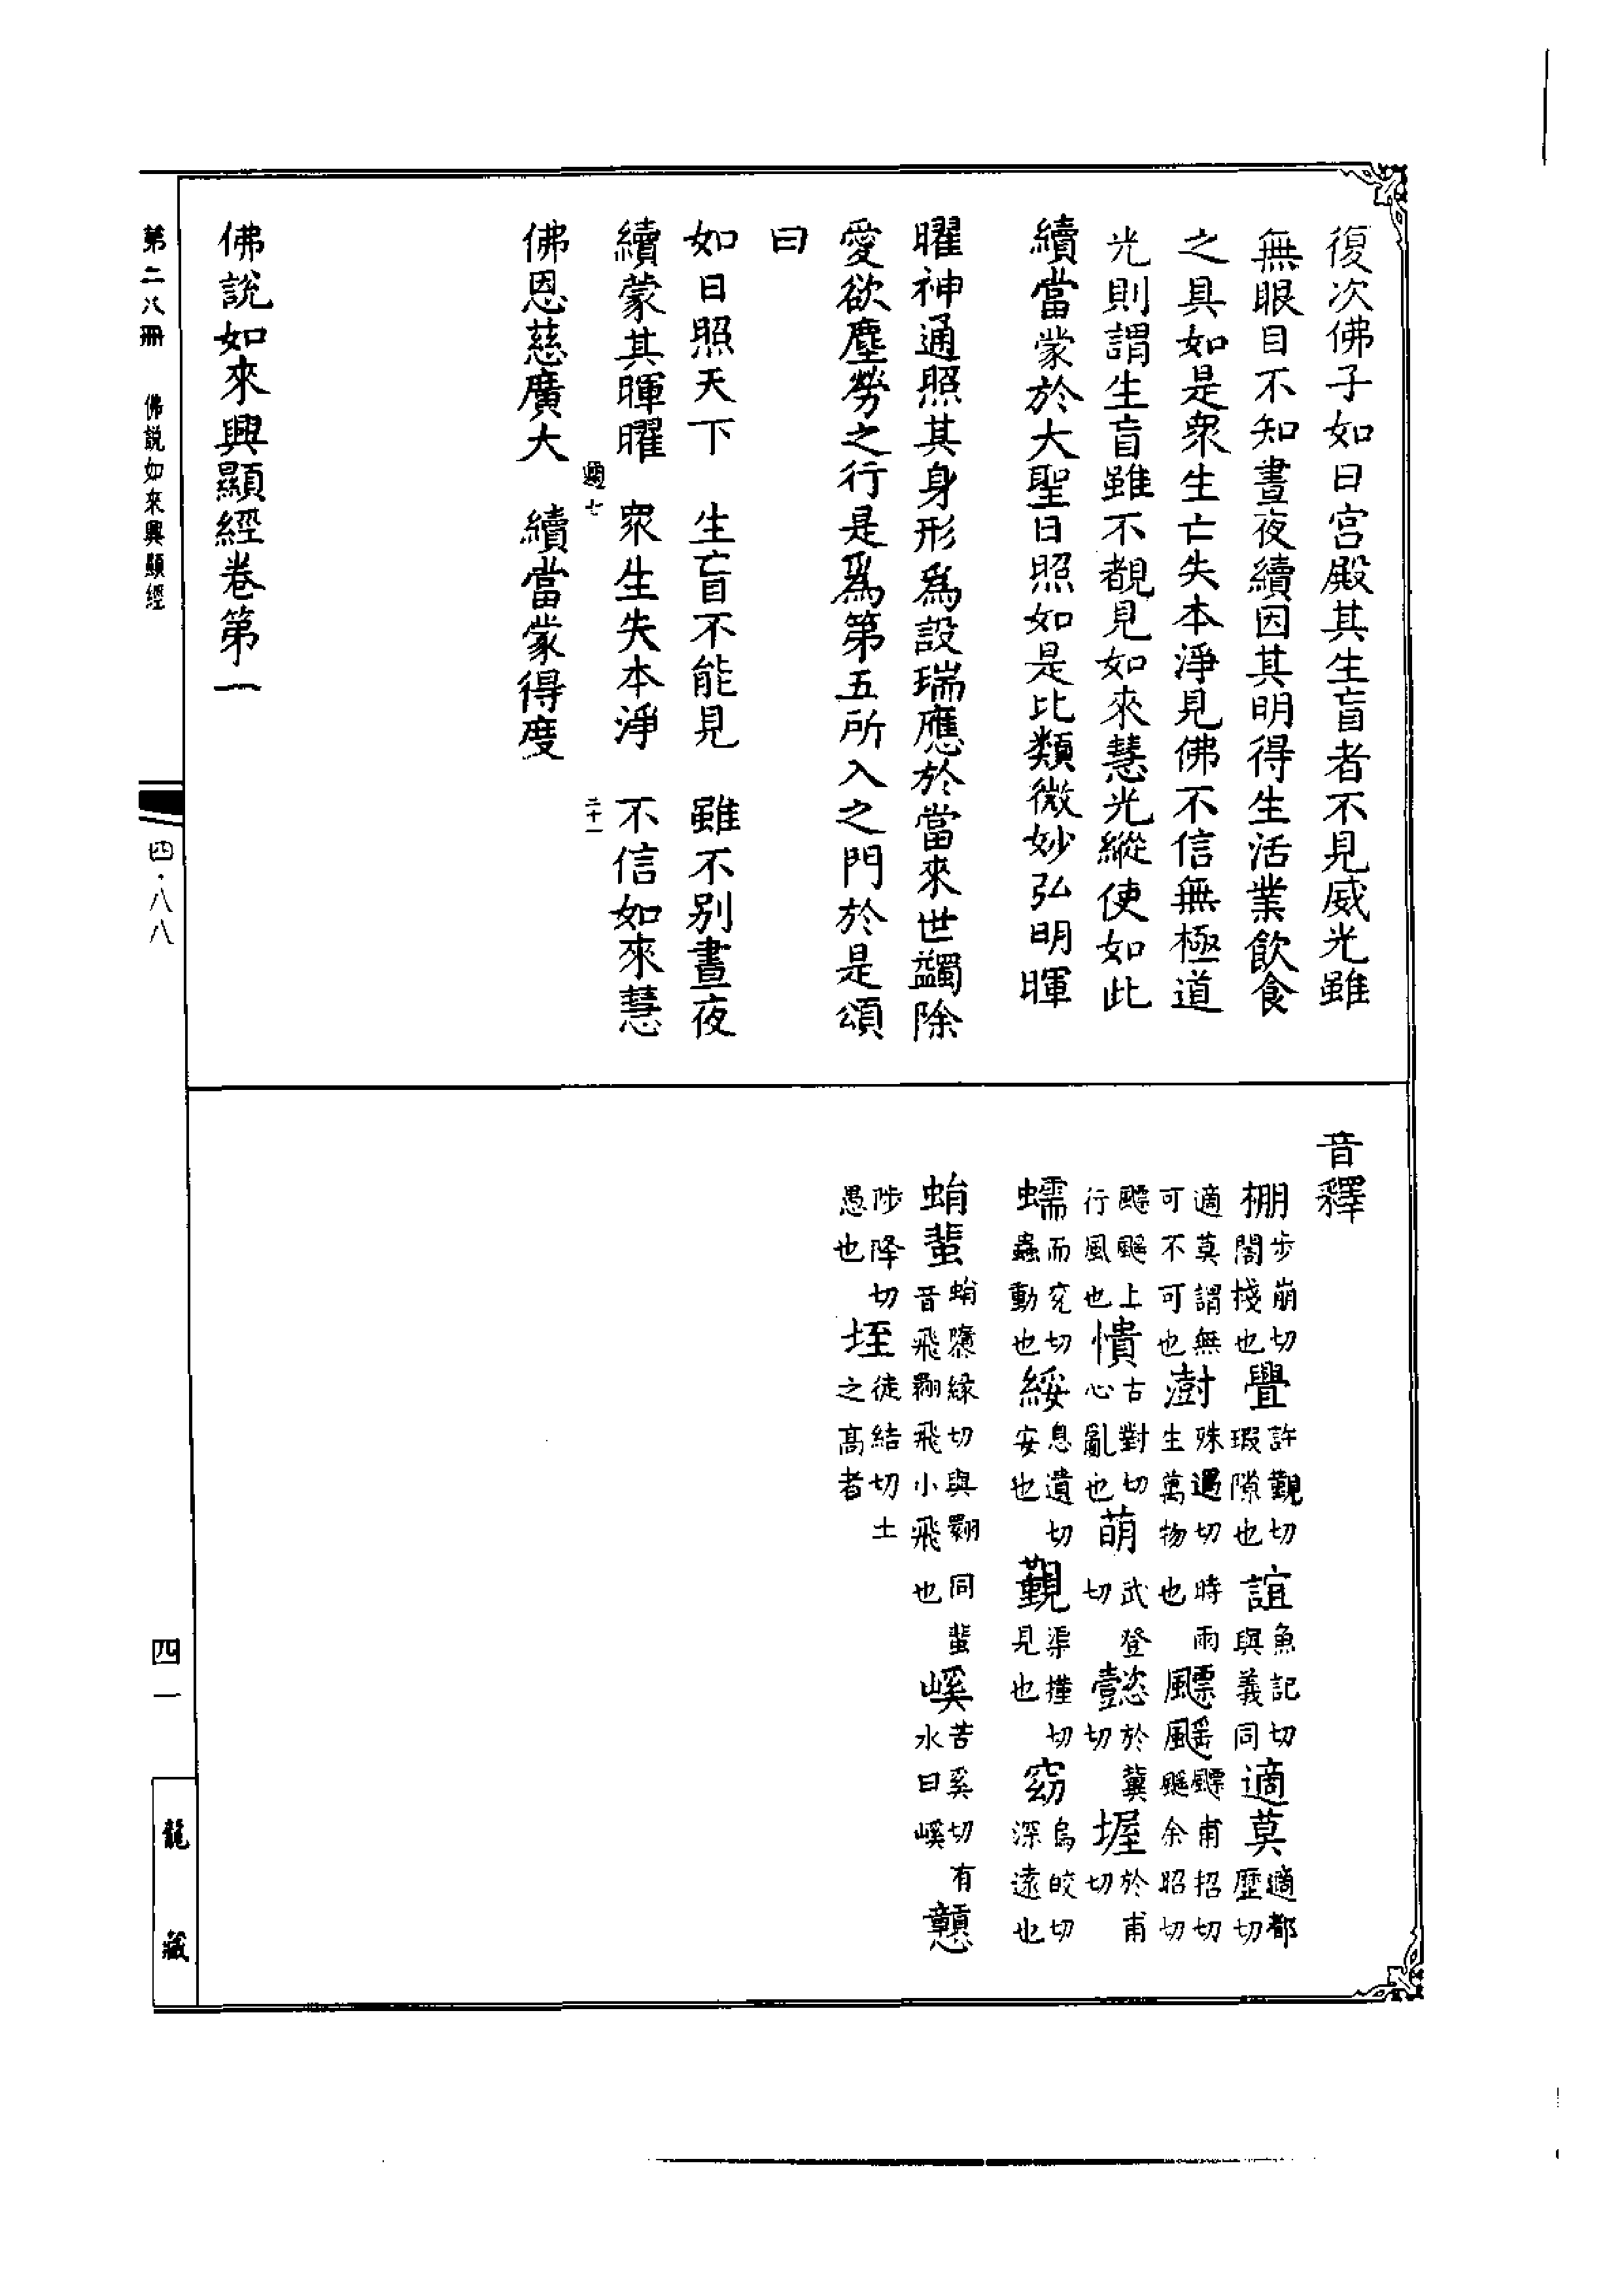 復次佛子如日宮殿其生盲者不見威光雖
無眼目不知晝夜續因其明得生活業飲食
之具如是衆生亡失本淨見佛不信無極道
光則謂生盲雖不覩見如來慧光縱使如此
續當蒙於大聖日照如是比類微妙弘明暉
曜神通照其身形爲設瑞應於當來世蠲除
愛欲塵勞之行是爲第五所入之門於是頌
曰
如日照天下　生盲不能見　雖不別晝夜
續蒙其暉曜　衆生失本淨　不信如來慧
七　二十一
佛恩慈廣大　續當蒙得度
佛說如來興顯經卷第一
第二八冊　佛說如來興顯經
四·八八
音釋
棚步崩切閣棧也　舋許覲切瑕隙也　誼魚記切與義同　適莫適都歷切
適莫謂無可不可也　澍殊遇切時雨生萬物也　飄颻飄甫招切颻余昭切
飄颻上行風也　憒古對切心亂也　萌武登切　懿於冀切　堀於甫切
蠕而兖切蟲動也　綏息遺切安也　覲渠僅切見也　窈烏皎切深遠也
蜎蜚蜎隳緣切與翾同蜚音飛翾飛小飛也　嵠苦奚切有水曰嵠　戇
陟降切愚也　垤徒結切土之高者
四一
龍藏